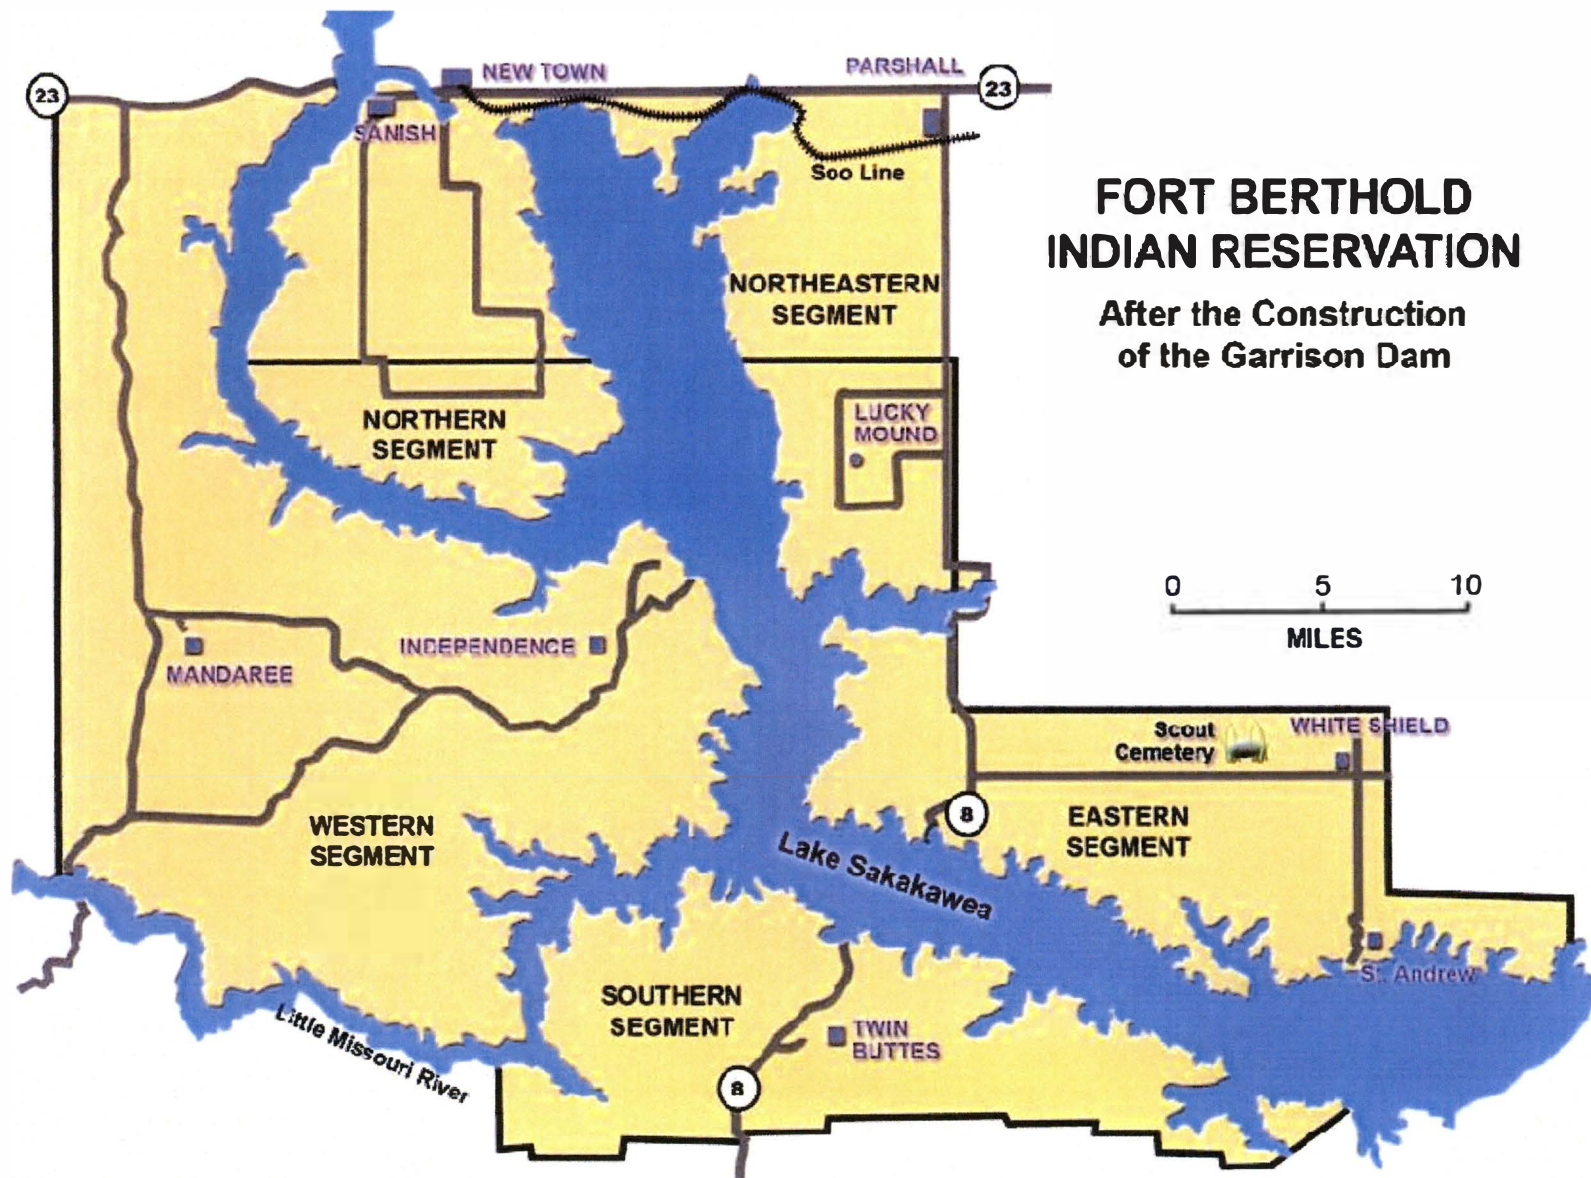 NEW TOWN
PARSHALL
23
23
SANISH
Soo Line
FORT BERTHOLD
INDIAN RESERVATION
After the Construction
of the Garrison Dam
NORTHEASTERN
SEGMENT
NORTHERN
SEGMENT
LUCKY
MOUND
0 5 10
MILES
INDEPENDENCE
MANDAREE
Scout
Cemetery
WHITE SHIELD
8
WESTERN
SEGMENT
EASTERN
SEGMENT
Lake Sakakawea
St. Andrew
SOUTHERN
SEGMENT
Little Missouri River
TWIN
BUTTES
8